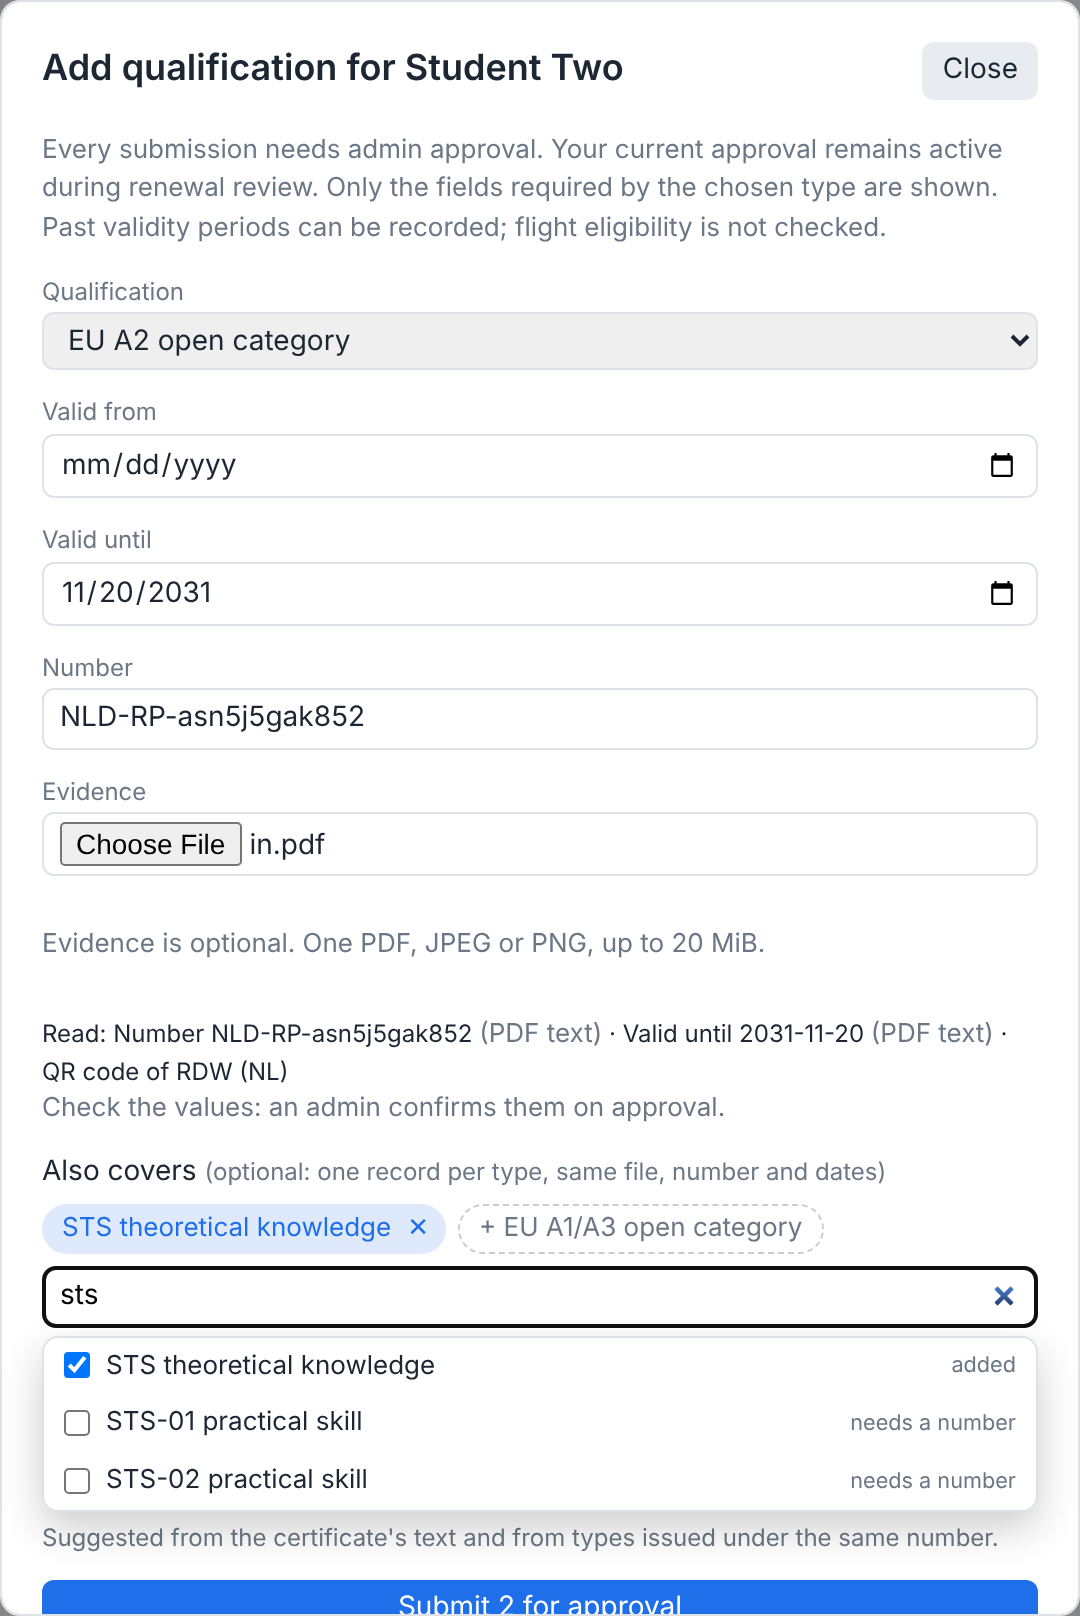 Add qualification for Student Two
Close
Every submission needs admin approval. Your current approval remains active
during renewal review. Only the fields required by the chosen type are shown.
Past validity periods can be recorded; flight eligibility is not checked.
Qualification
EU A2 open category
Valid from
mm/dd/yyyy
Valid until
11/20/2031
Number
NLD-RP-asn5j5gak852
Evidence
Choose File in.pdf
Evidence is optional. One PDF, JPEG or PNG, up to 20 MiB.
Read: Number NLD-RP-asn5j5gak852 (PDF text) · Valid until 2031-11-20 (PDF text) ·
QR code of RDW (NL)
Check the values: an admin confirms them on approval.
Also covers (optional: one record per type, same file, number and dates)
STS theoretical knowledge × + EU A1/A3 open category
sts ×
STS theoretical knowledge added
STS-01 practical skill needs a number
STS-02 practical skill needs a number
Suggested from the certificate's text and from types issued under the same number.
Submit 2 for approval